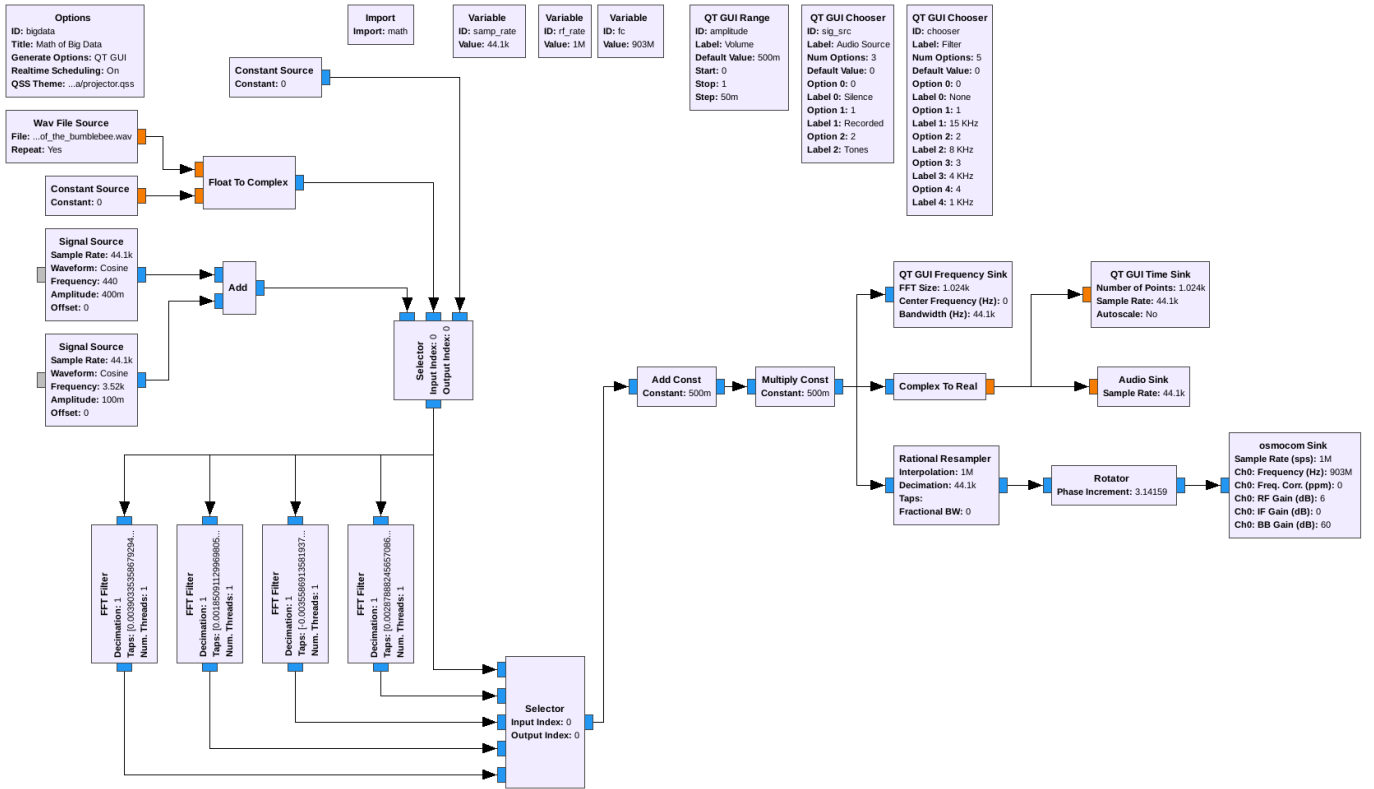 Options
ID: bigdata
Title: Math of Big Data
Generate Options: QT GUI
Realtime Scheduling: On
QSS Theme: ...a/projector.qss
Import
Import: math
Variable
ID: samp_rate
Value: 44.1k
Variable
ID: rf_rate
Value: 1M
Variable
ID: fc
Value: 903M
QT GUI Range
ID: amplitude
Label: Volume
Default Value: 500m
Start: 0
Stop: 1
Step: 50m
QT GUI Chooser
ID: sig_src
Label: Audio Source
Num Options: 3
Default Value: 0
Option 0: 0
Label 0: Silence
Option 1: 1
Label 1: Recorded
Option 2: 2
Label 2: Tones
QT GUI Chooser
ID: chooser
Label: Filter
Num Options: 5
Default Value: 0
Option 0: 0
Label 0: None
Option 1: 1
Label 1: 15 KHz
Option 2: 2
Label 2: 8 KHz
Option 3: 3
Label 3: 4 KHz
Option 4: 4
Label 4: 1 KHz
Constant Source
Constant: 0
Wav File Source
File: ...of_the_bumblebee.wav
Repeat: Yes
Constant Source
Constant: 0
Float To Complex
Signal Source
Sample Rate: 44.1k
Waveform: Cosine
Frequency: 440
Amplitude: 400m
Offset: 0
Add
Signal Source
Sample Rate: 44.1k
Waveform: Cosine
Frequency: 3.52k
Amplitude: 100m
Offset: 0
Selector
Input Index: 0
Output Index: 0
FFT Filter
Decimation: 1
Taps: [0.0039033535867929​4...
Num. Threads: 1
FFT Filter
Decimation: 1
Taps: [0.0018509112996980​5...
Num. Threads: 1
FFT Filter
Decimation: 1
Taps: [-0.003558691358193​7...
Num. Threads: 1
FFT Filter
Decimation: 1
Taps: [0.0028788824565708​6...
Num. Threads: 1
Selector
Input Index: 0
Output Index: 0
Add Const
Constant: 500m
Multiply Const
Constant: 500m
QT GUI Frequency Sink
FFT Size: 1.024k
Center Frequency (Hz): 0
Bandwidth (Hz): 44.1k
QT GUI Time Sink
Number of Points: 1.024k
Sample Rate: 44.1k
Autoscale: No
Complex To Real
Audio Sink
Sample Rate: 44.1k
Rational Resampler
Interpolation: 1M
Decimation: 44.1k
Taps:
Fractional BW: 0
Rotator
Phase Increment: 3.14159
osmocom Sink
Sample Rate (sps): 1M
Ch0: Frequency (Hz): 903M
Ch0: Freq. Corr. (ppm): 0
Ch0: RF Gain (dB): 6
Ch0: IF Gain (dB): 0
Ch0: BB Gain (dB): 60